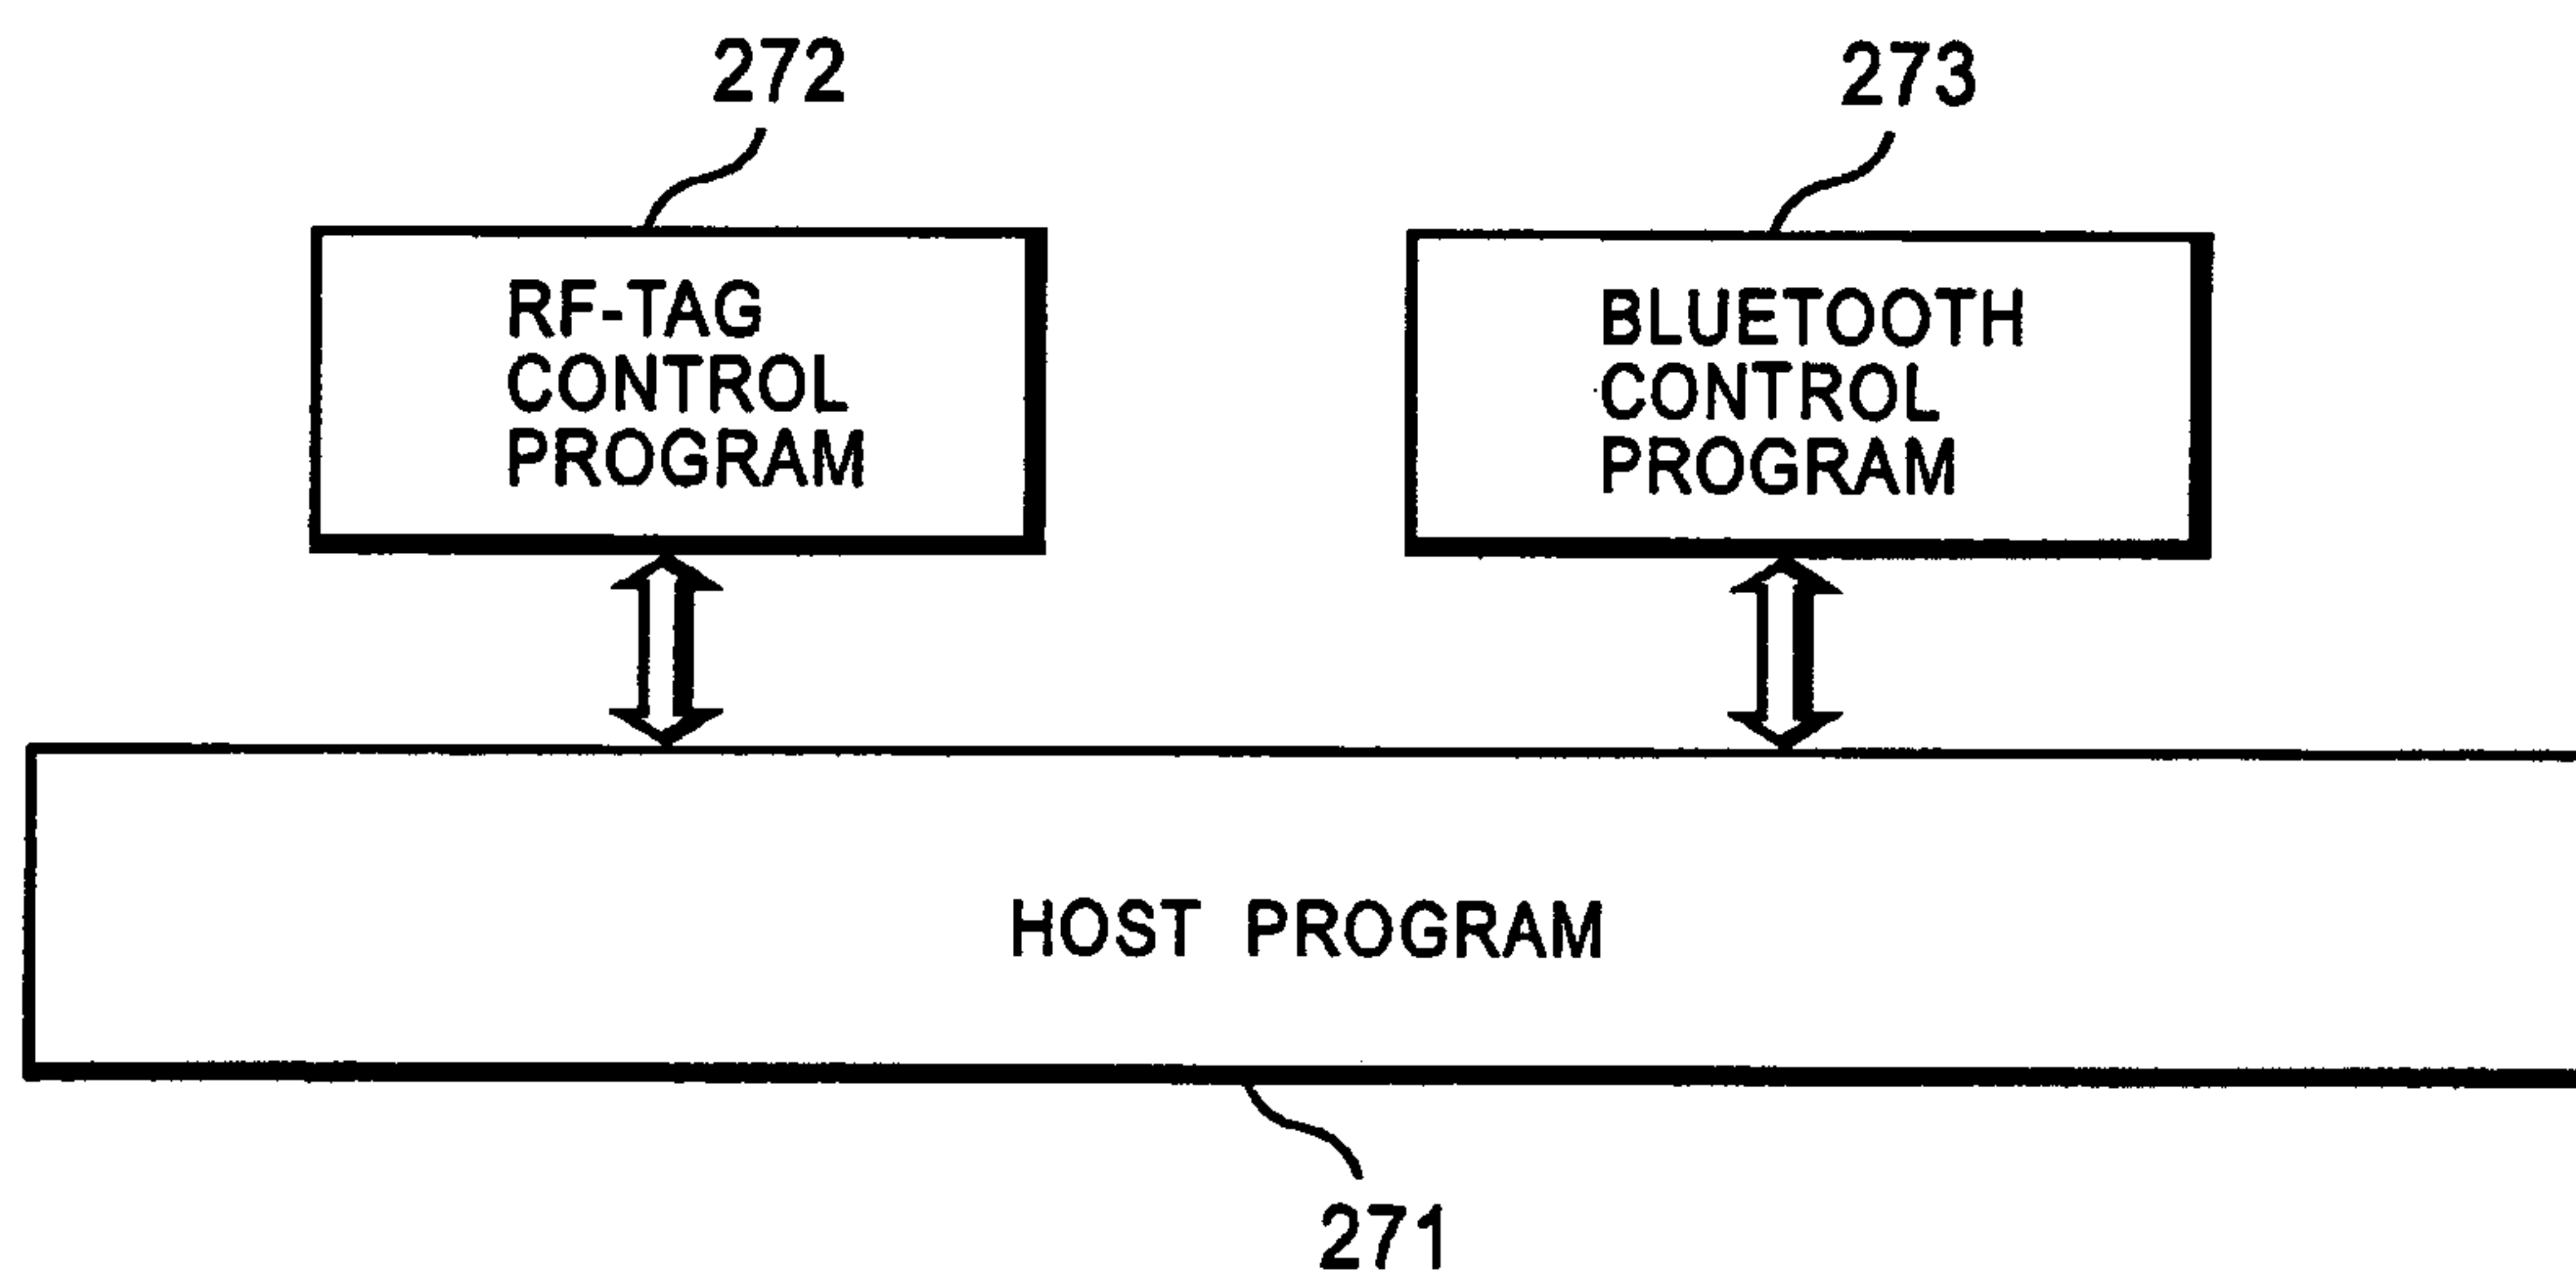 272
273
RF-TAG
CONTROL
PROGRAM
BLUETOOTH
CONTROL
PROGRAM
HOST PROGRAM
271